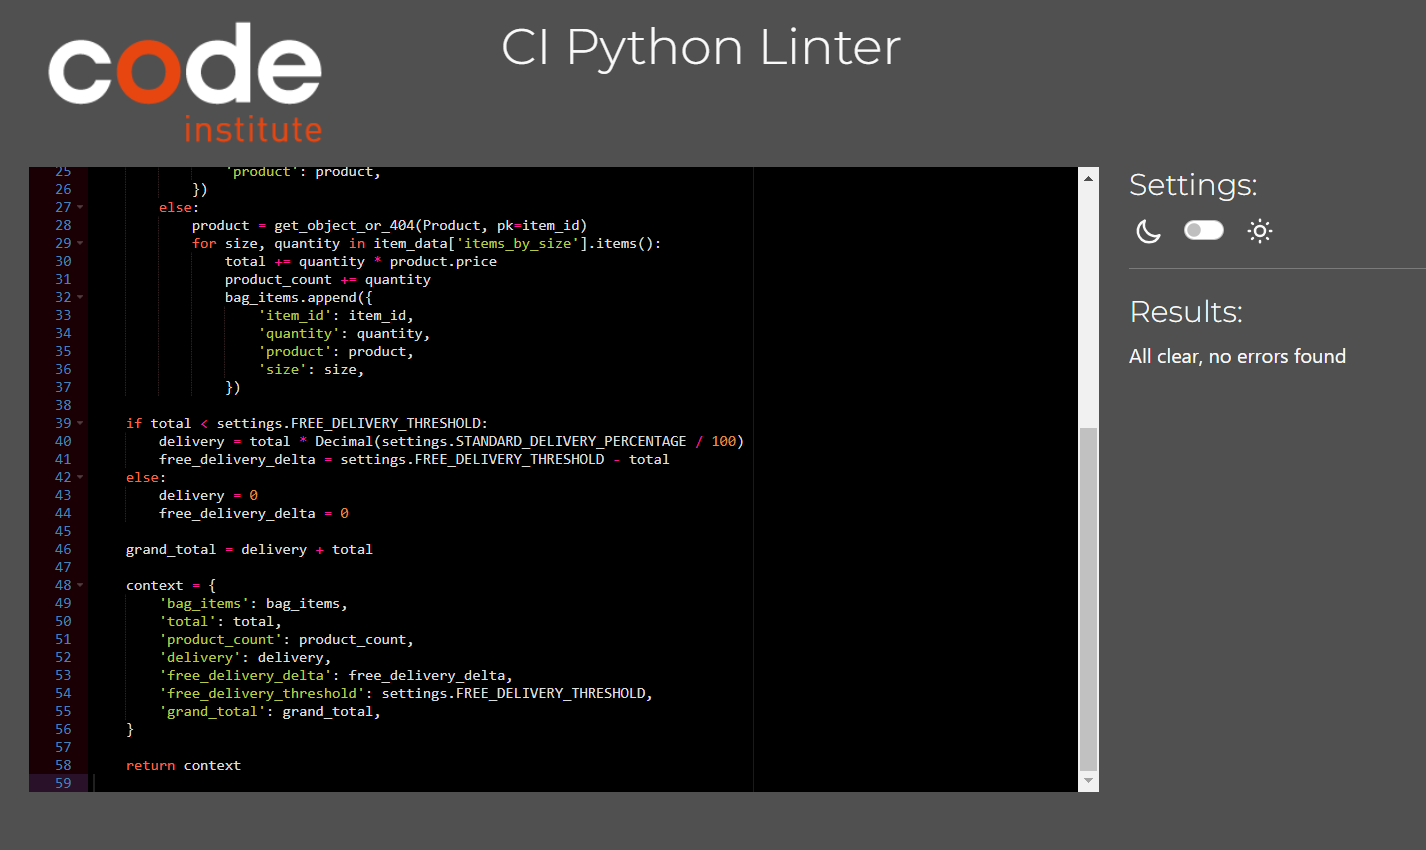 code
institute
CI Python Linter
25                 'product': product,
26             })
27         else:
28             product = get_object_or_404(Product, pk=item_id)
29             for size, quantity in item_data['items_by_size'].items():
30                 total += quantity * product.price
31                 product_count += quantity
32                 bag_items.append({
33                     'item_id': item_id,
34                     'quantity': quantity,
35                     'product': product,
36                     'size': size,
37                 })
38
39     if total < settings.FREE_DELIVERY_THRESHOLD:
40         delivery = total * Decimal(settings.STANDARD_DELIVERY_PERCENTAGE / 100)
41         free_delivery_delta = settings.FREE_DELIVERY_THRESHOLD - total
42     else:
43         delivery = 0
44         free_delivery_delta = 0
45
46     grand_total = delivery + total
47
48     context = {
49         'bag_items': bag_items,
50         'total': total,
51         'product_count': product_count,
52         'delivery': delivery,
53         'free_delivery_delta': free_delivery_delta,
54         'free_delivery_threshold': settings.FREE_DELIVERY_THRESHOLD,
55         'grand_total': grand_total,
56     }
57
58     return context
59
Settings:
Results:
All clear, no errors found